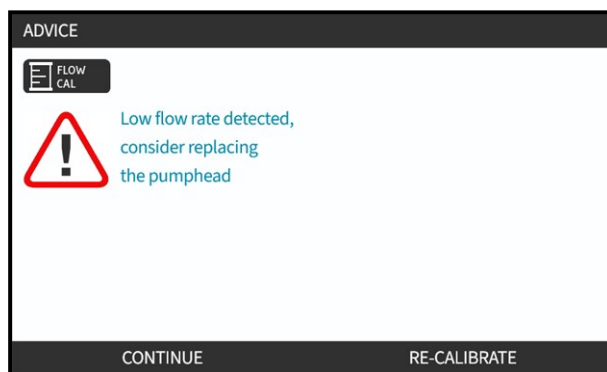 ADVICE
FLOW
CAL
Low flow rate detected,
consider replacing
the pumphead
CONTINUE RE-CALIBRATE